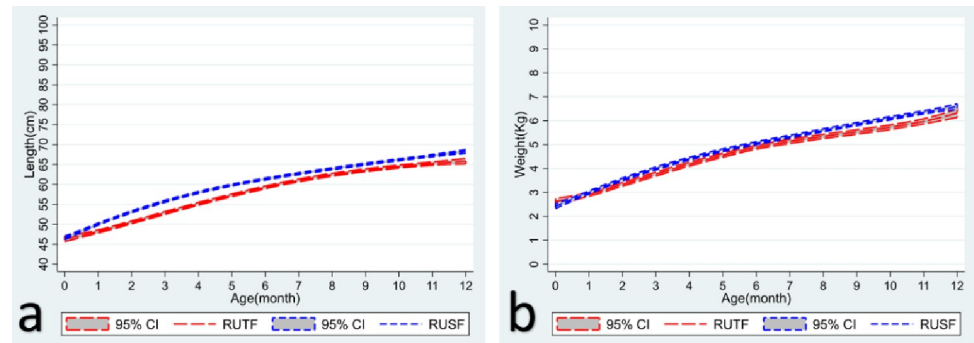 Length(cm)
100
95
90
85
80
75
70
65
60
55
50
45
40
0 1 2 3 4 5 6 7 8 9 10 11 12
Age(month)
a
95% CI RUTF 95% CI RUSF
Weight(Kg)
10
9
8
7
6
5
4
3
2
1
0
0 1 2 3 4 5 6 7 8 9 10 11 12
Age(month)
b
95% CI RUTF 95% CI RUSF